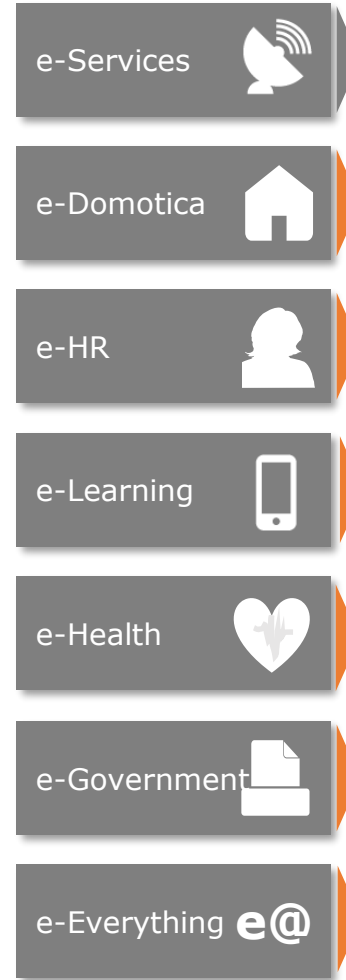 e-Services
e-Domotica
e-HR
e-Learning
e-Health
e-Government
e-Everything e@